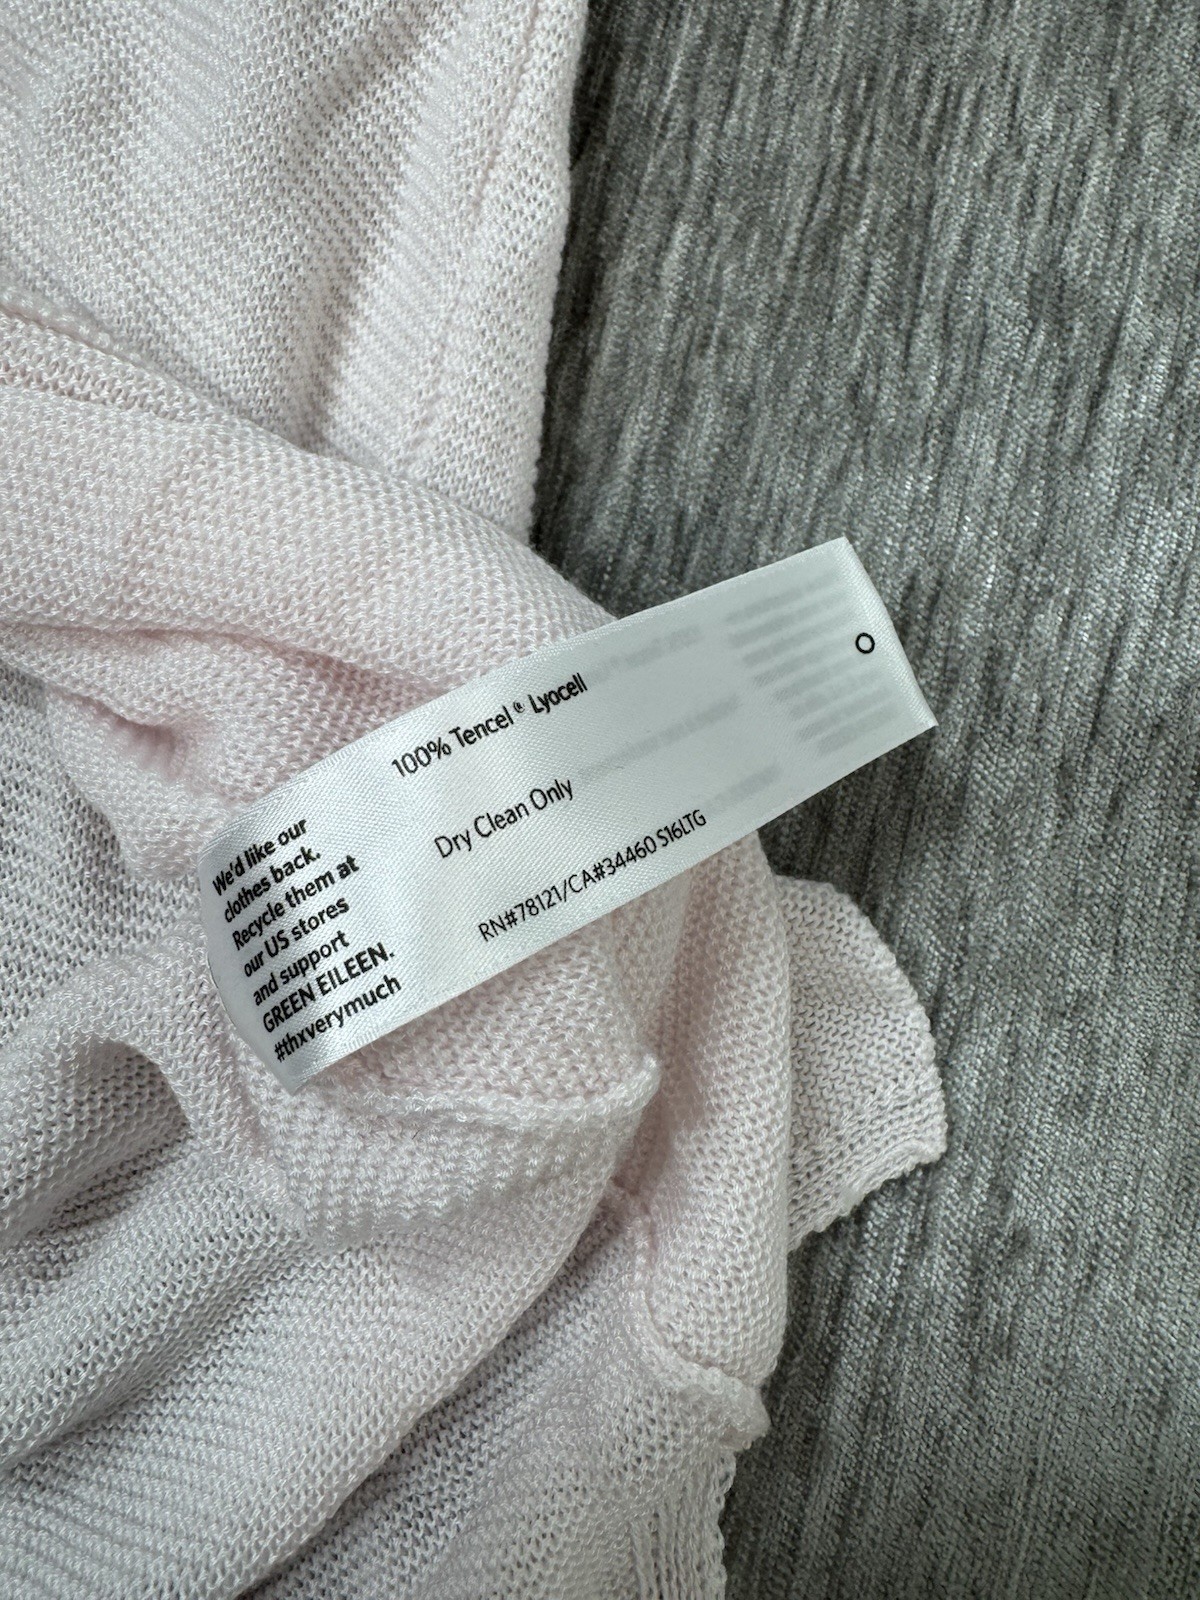 We'd like our
clothes back.
Recycle them at
our US stores
and support
GREEN EILEEN.
#thxverymuch
100% Tencel® Lyocell
Dry Clean Only
RN#78121/CA#34460 S16LTG